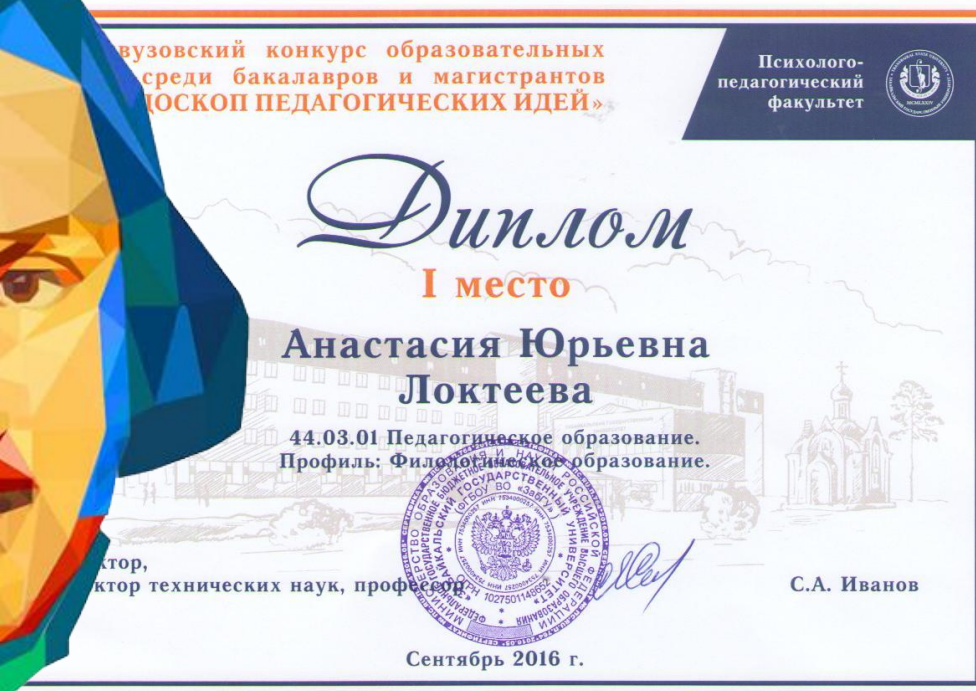 вузовский конкурс образовательных
среди бакалавров и магистрантов
ДОСКОП ПЕДАГОГИЧЕСКИХ ИДЕЙ»
Психолого-
педагогический
факультет
Диплом
I место
Анастасия Юрьевна
Локтеева
44.03.01 Педагогическое образование.
Профиль: Филологическое образование.
ктор,
ктор технических наук, профессор
С.А. Иванов
Сентябрь 2016 г.